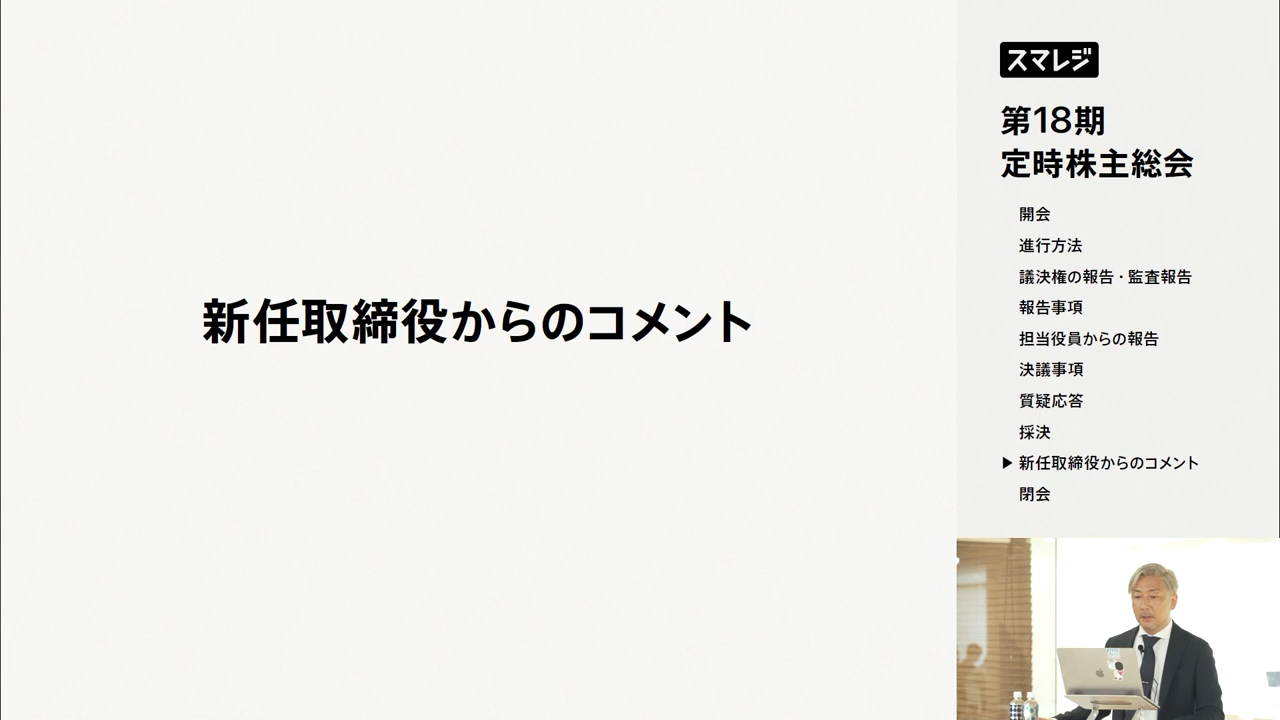 新任取締役からのコメント
スマレジ
第18期
定時株主総会
開会
進行方法
議決権の報告・監査報告
報告事項
担当役員からの報告
決議事項
質疑応答
採決
▶ 新任取締役からのコメント
閉会